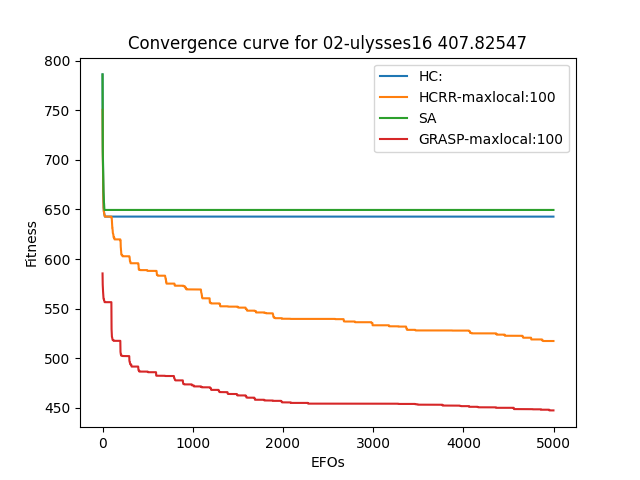 Convergence curve for 02-ulysses16 407.82547
HC:
HCRR-maxlocal:100
SA
GRASP-maxlocal:100
800
750
700
650
600
550
500
450
Fitness
0 1000 2000 3000 4000 5000
EFOs